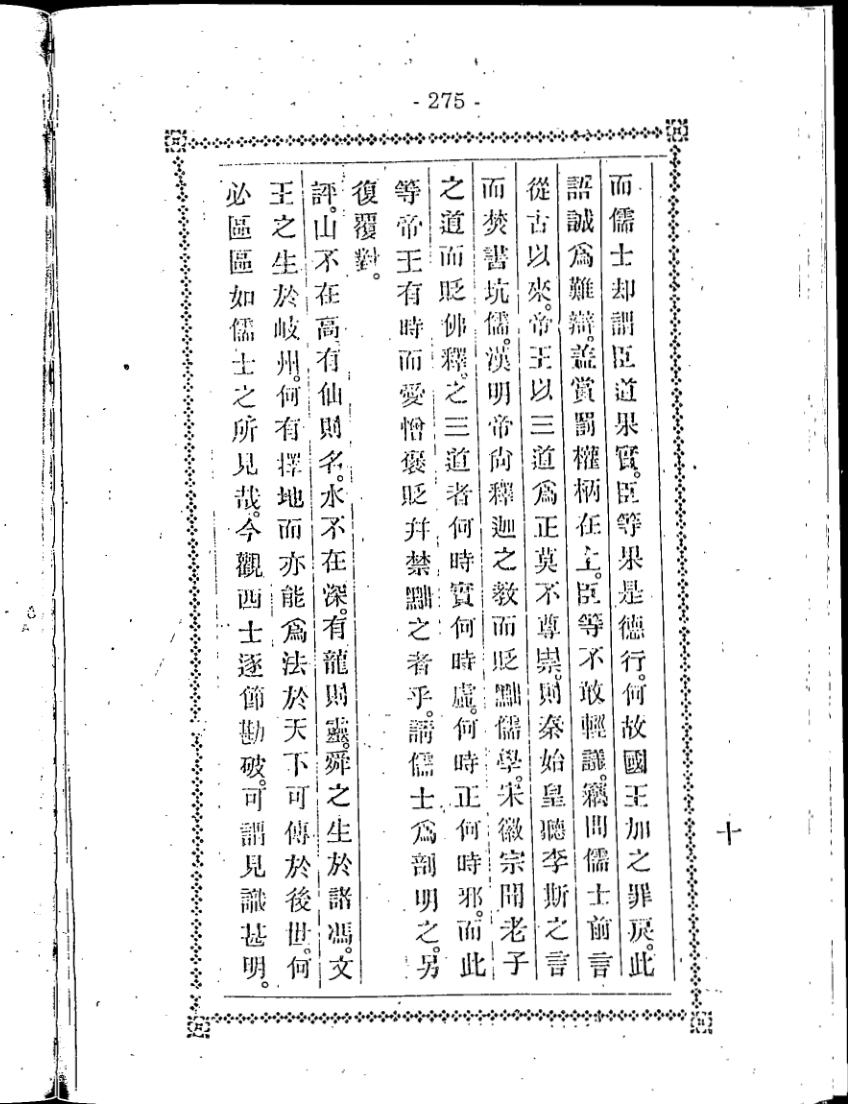 - 275 -
而儒士却謂臣道果實。臣等果是德行。何故國王加之罪戾。此
語誠爲難辯。盖賞罰權柄在上。臣等不敢輕議。竊聞儒士前言
從古以來。帝王以三道爲正莫不尊崇。則秦始皇聽李斯之言
而焚書坑儒。漢明帝尙釋迦之教而貶黜儒學。宋徽宗聞老子
之道而貶佛釋。之三道者何時實何時虛。何時正何時邪。而此
等帝王有時而愛憎褒貶幷禁黜之者乎。請儒士爲剖明之。另
復覆對。
評。山不在高有仙則名。水不在深。有龍則靈。舜之生於諸馮。文
王之生於岐州。何有擇地而亦能爲法於天下可傳於後世。何
必區區如儒士之所見哉。今觀西士逐節勘破。可謂見識甚明。
十